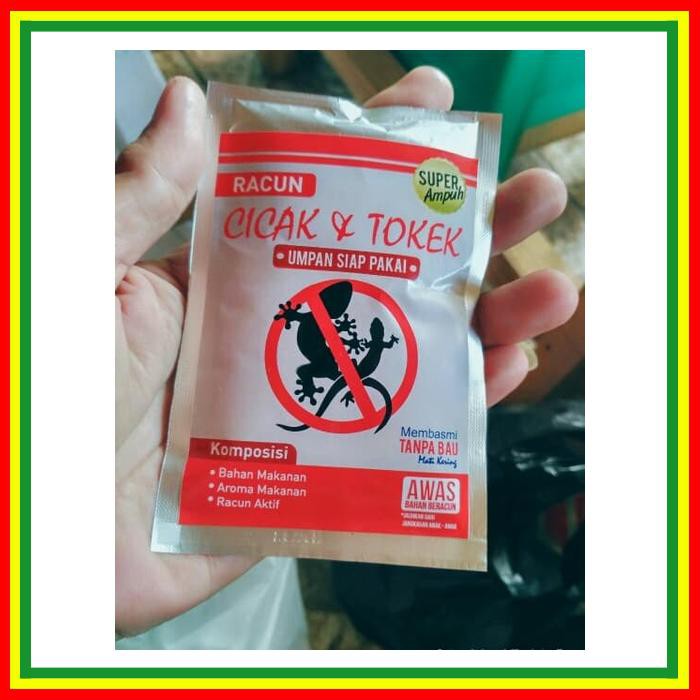 SUPER
Ampuh
RACUN
CICAK & TOKEK
UMPAN SIAP PAKAI
Membasmi
TANPA BAU
Mati Kering
Komposisi
• Bahan Makanan
• Aroma Makanan
• Racun Aktif
AWAS
BAHAN BERACUN
*JAUHKAN DARI
JANGKAUAN ANAK - ANAK